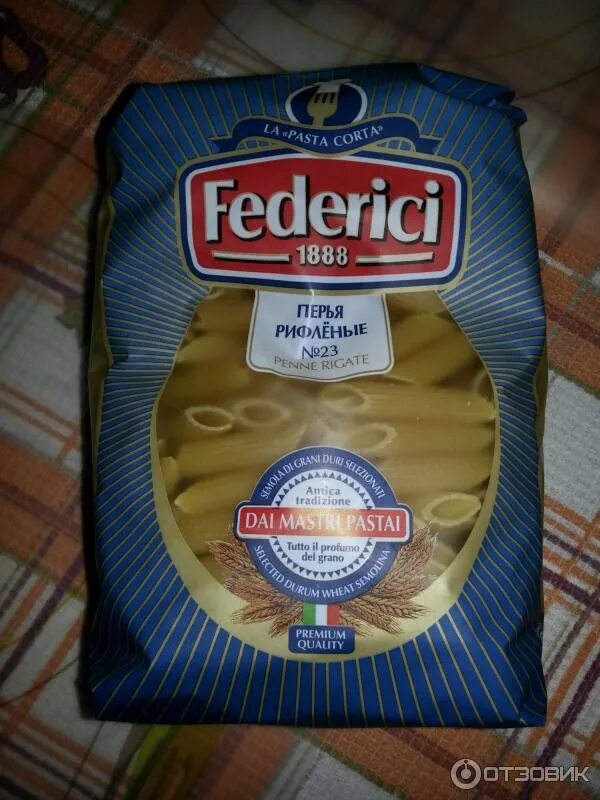 LA «PASTA CORTA»
Federici
1888
ПЕРЬЯ
РИФЛЁНЫЕ
№23
PENNE RIGATE
SEMOLA DI GRANI DURI SELEZIONATI
Antica
tradizione
DAI MASTRI PASTAI
Tutto il profumo
del grano
SELECTED DURUM WHEAT SEMOLINA
PREMIUM
QUALITY
ОТЗОВИК